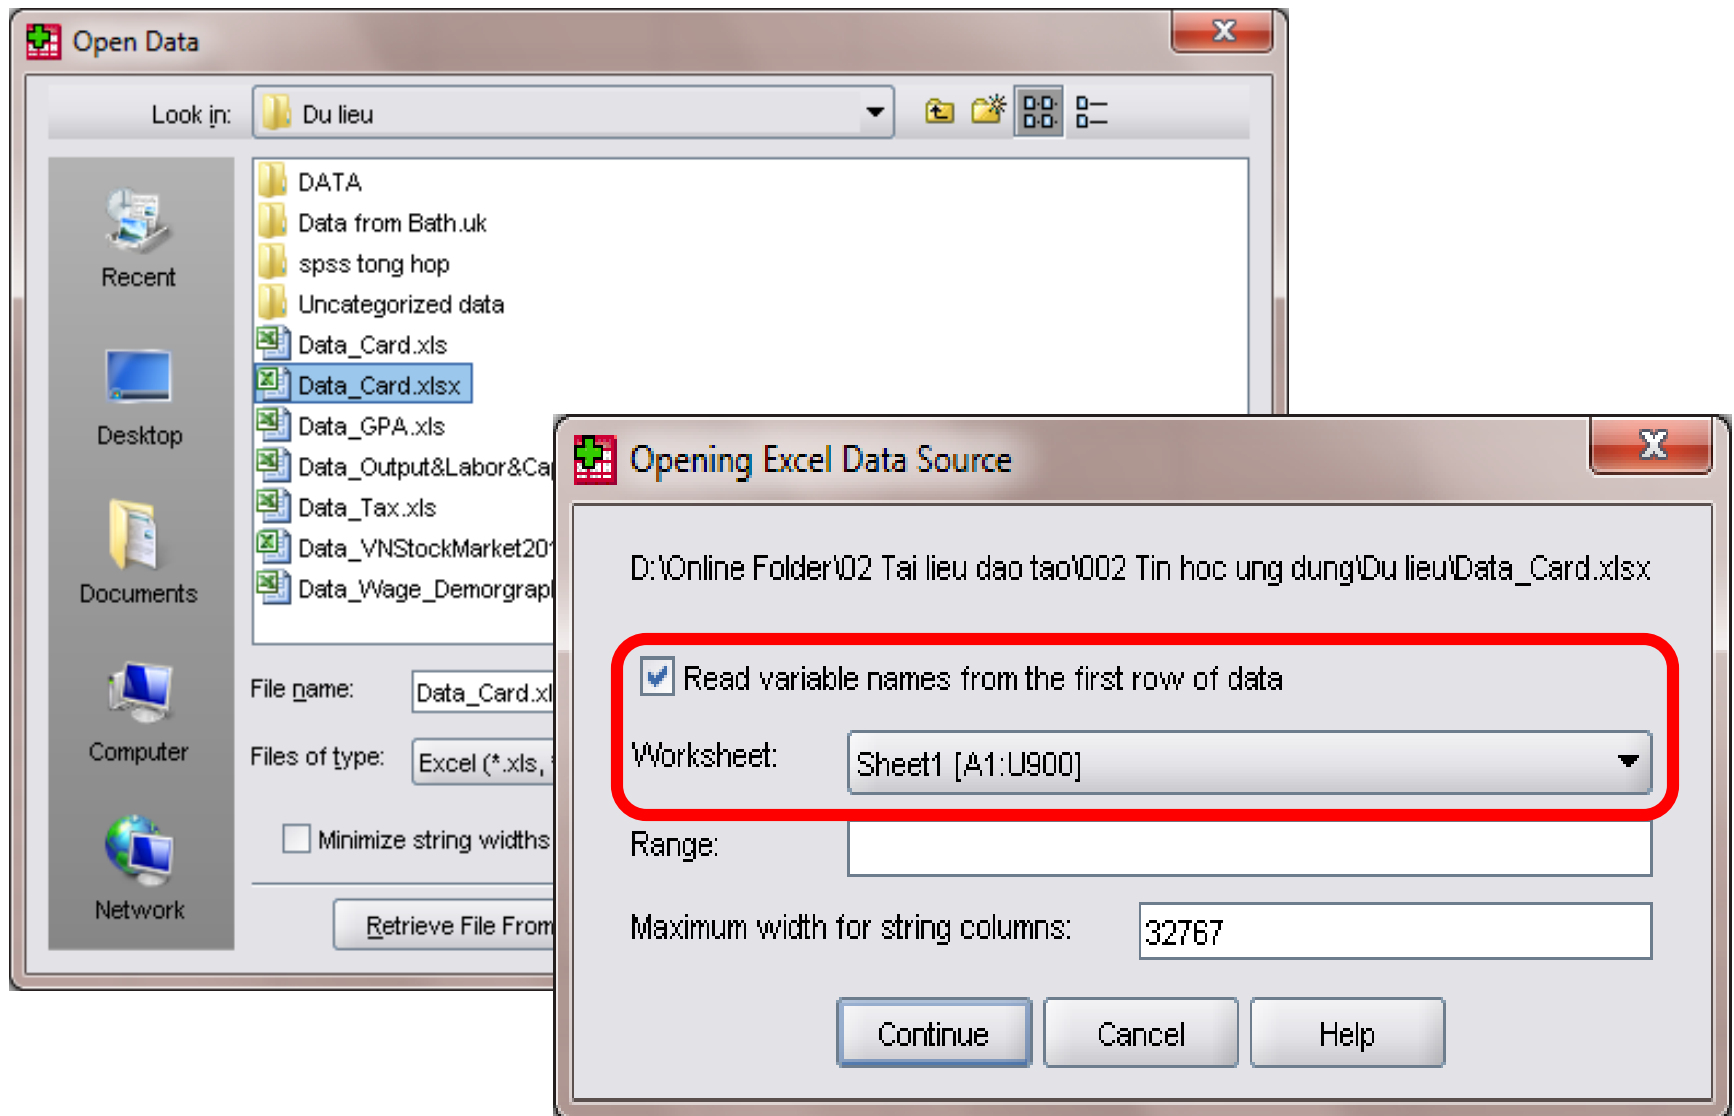 Open Data
Look in: Du lieu
DATA
Data from Bath.uk
spss tong hop
Uncategorized data
Data_Card.xls
Data_Card.xlsx
Data_GPA.xls
Data_Output&Labor&Ca
Data_Tax.xls
Data_VNStockMarket20
Data_Wage_Demorgrap
Recent
Desktop
Documents
Computer
Network
File name: Data_Card.xl
Files of type: Excel (*.xls,
Minimize string widths
Retrieve File From
Opening Excel Data Source
D:\Online Folder\02 Tai lieu dao tao\002 Tin hoc ung dung\Du lieu\Data_Card.xlsx
Read variable names from the first row of data
Worksheet: Sheet1 [A1:U900]
Range:
Maximum width for string columns: 32767
Continue Cancel Help